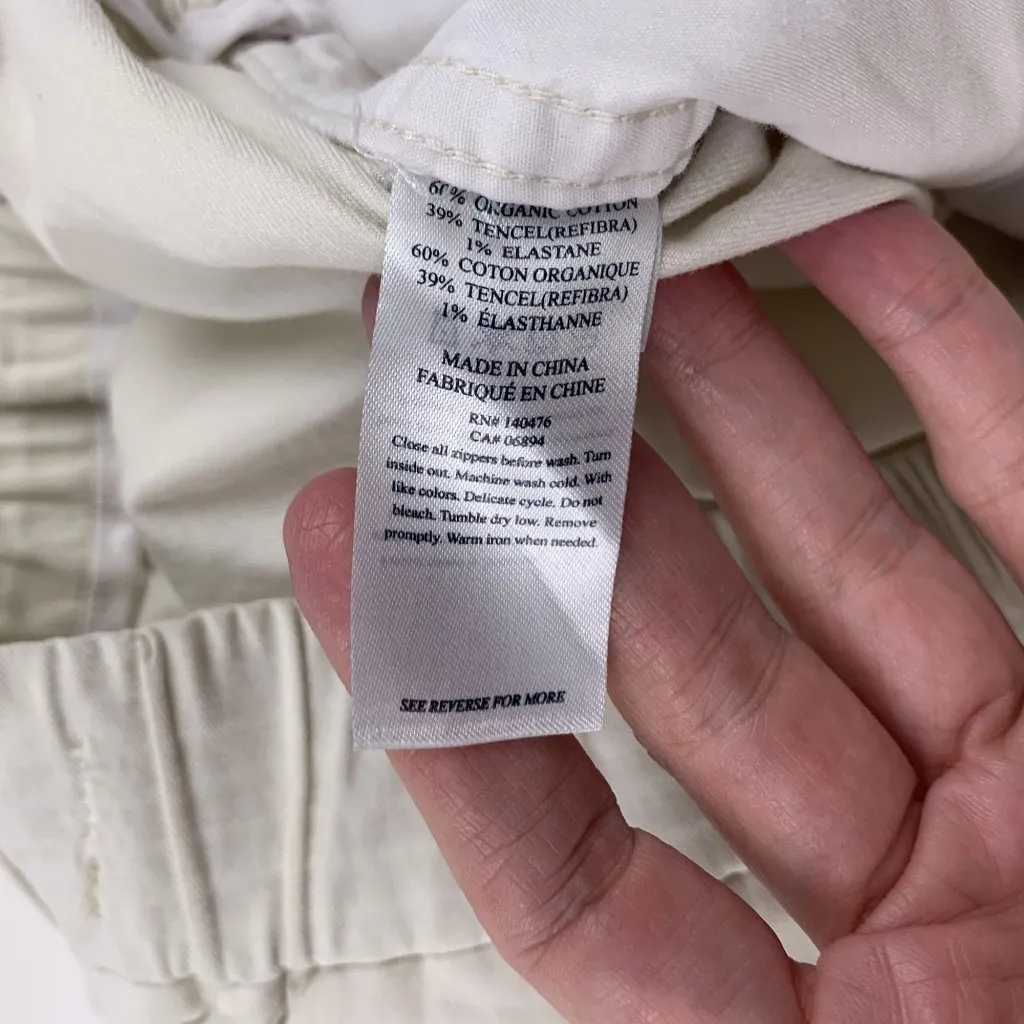 60% ORGANIC COTTON
39% TENCEL(REFIBRA)
1% ELASTANE
60% COTON ORGANIQUE
39% TENCEL(REFIBRA)
1% ÉLASTHANNE
MADE IN CHINA
FABRIQUÉ EN CHINE
RN# 140476
CA# 06894
Close all zippers before wash. Turn
inside out. Machine wash cold. With
like colors. Delicate cycle. Do not
bleach. Tumble dry low. Remove
promptly. Warm iron when needed.
SEE REVERSE FOR MORE